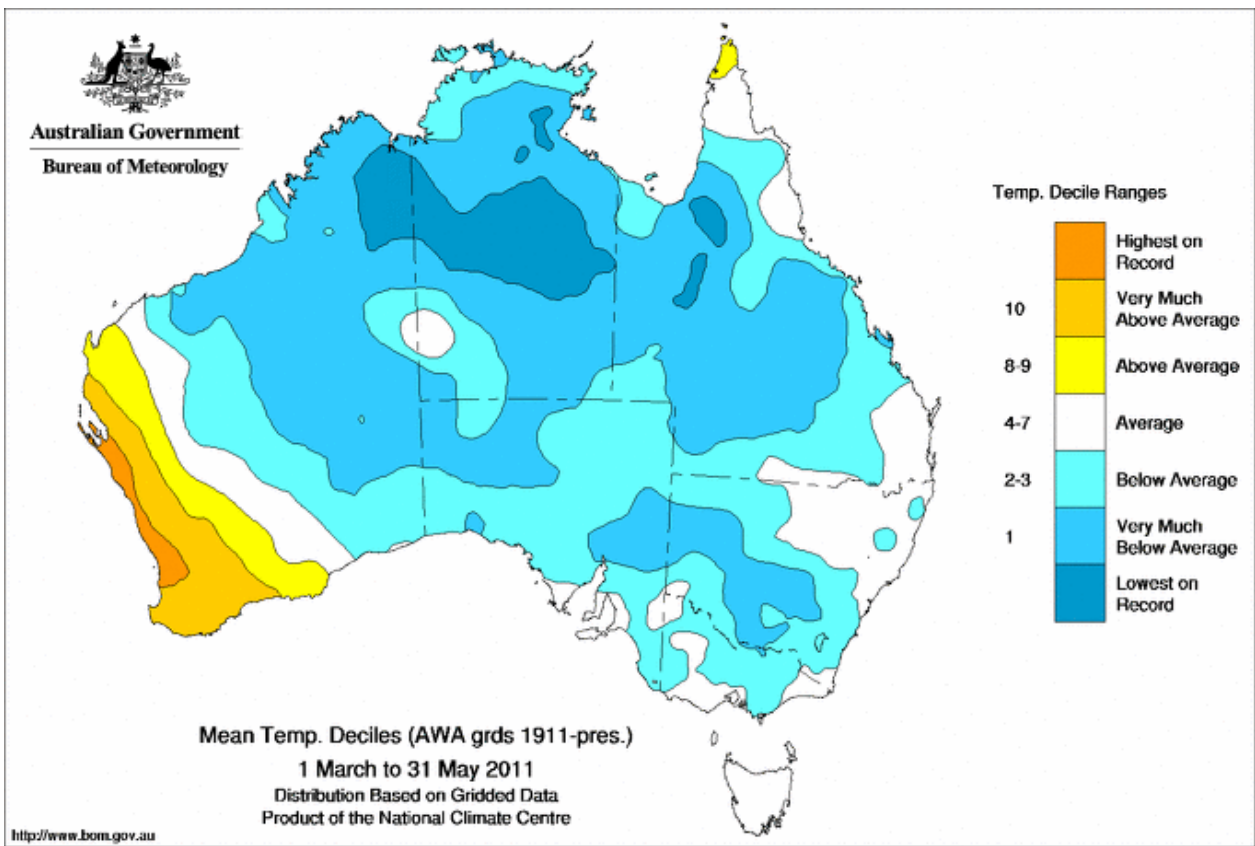 Australian Government
Bureau of Meteorology
Temp. Decile Ranges
Highest on
Record
10
Very Much
Above Average
8-9
Above Average
4-7
Average
2-3
Below Average
1
Very Much
Below Average
Lowest on
Record
Mean Temp. Deciles (AWA grds 1911-pres.)
1 March to 31 May 2011
Distribution Based on Gridded Data
Product of the National Climate Centre
http://www.bom.gov.au